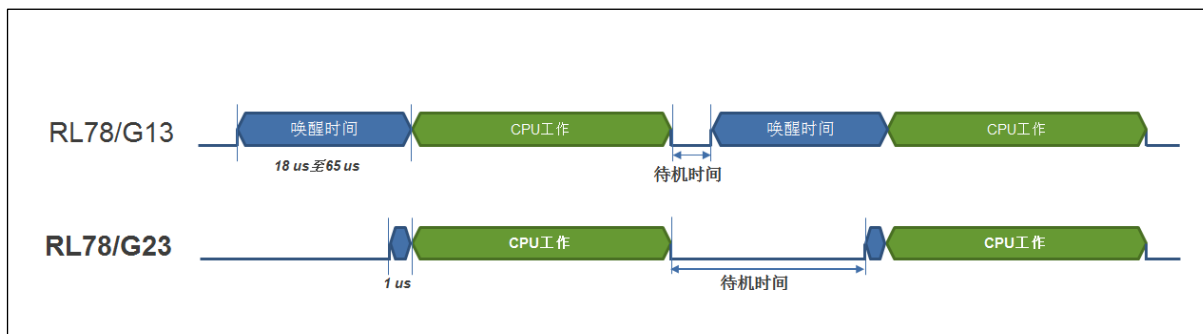 RL78/G13
唤醒时间
CPU工作
唤醒时间
CPU工作
18 us至65 us
待机时间
RL78/G23
CPU工作
CPU工作
1 us
待机时间